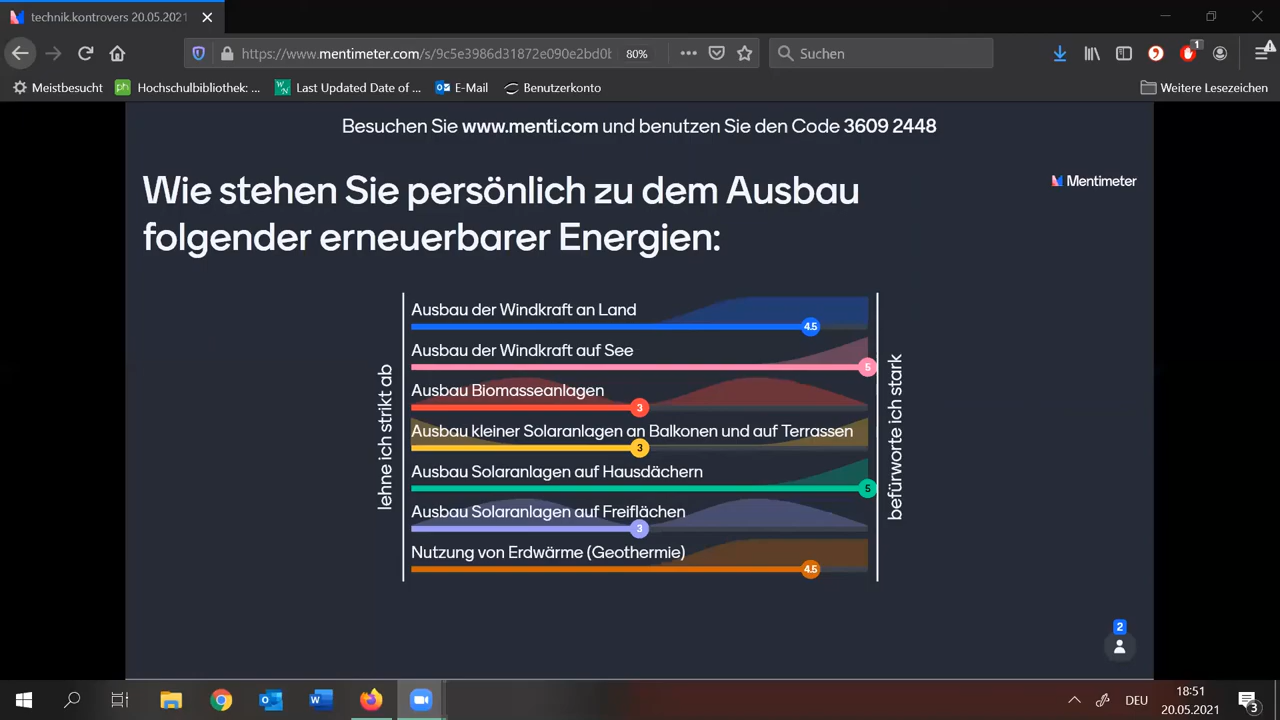 technik.kontrovers 20.05.2021
https://www.mentimeter.com/s/9c5e3986d31872e090e2bd0b
80%
Suchen
1
Meistbesucht
Hochschulbibliothek: ...
Last Updated Date of ...
E-Mail
Benutzerkonto
Weitere Lesezeichen
Besuchen Sie www.menti.com und benutzen Sie den Code 3609 2448
Wie stehen Sie persönlich zu dem Ausbau
folgender erneuerbarer Energien:
Mentimeter
lehne ich strikt ab
Ausbau der Windkraft an Land
4.5
Ausbau der Windkraft auf See
5
Ausbau Biomasseanlagen
3
Ausbau kleiner Solaranlagen an Balkonen und auf Terrassen
3
Ausbau Solaranlagen auf Hausdächern
5
Ausbau Solaranlagen auf Freiflächen
3
Nutzung von Erdwärme (Geothermie)
4.5
befürworte ich stark
2
DEU
18:51
20.05.2021
3